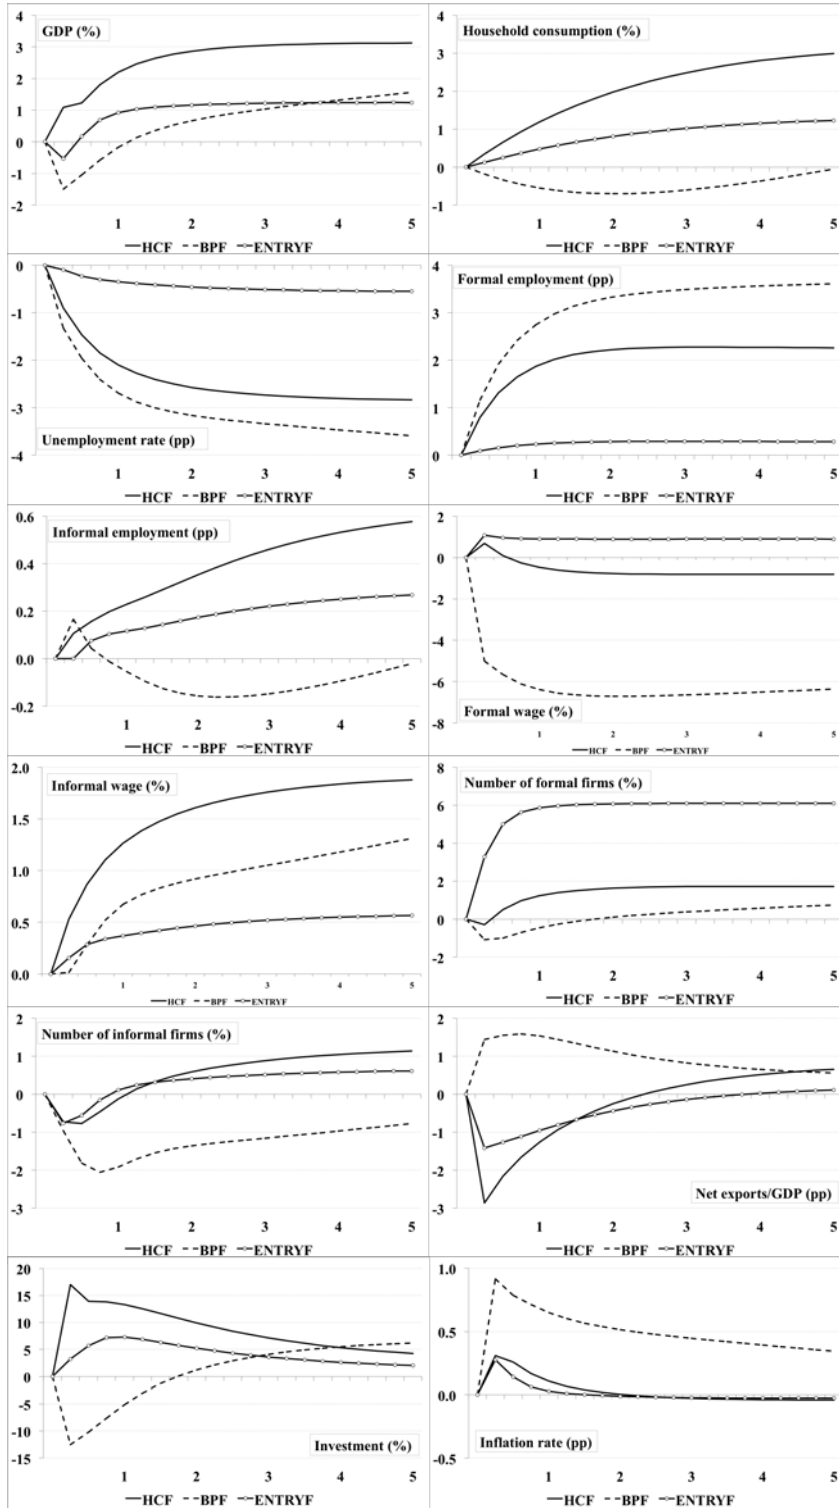 GDP (%)
4
3
2
1
0
-1
-2
1 2 3 4 5
HCF BPF ENTRYF
Household consumption (%)
4
3
2
1
0
-1
1 2 3 4 5
HCF BPF ENTRYF
Unemployment rate (pp)
0
-1
-2
-3
-4
1 2 3 4 5
HCF BPF ENTRYF
Formal employment (pp)
4
3
2
1
0
1 2 3 4 5
HCF BPF ENTRYF
Informal employment (pp)
0.6
0.4
0.2
0.0
-0.2
1 2 3 4 5
HCF BPF ENTRYF
Formal wage (%)
2
0
-2
-4
-6
-8
1 2 3 4 5
HCF BPF ENTRYF
Informal wage (%)
2.0
1.5
1.0
0.5
0.0
1 2 3 4 5
HCF BPF ENTRYF
Number of formal firms (%)
8
6
4
2
0
-2
1 2 3 4 5
HCF BPF ENTRYF
Number of informal firms (%)
2
1
0
-1
-2
-3
1 2 3 4 5
HCF BPF ENTRYF
Net exports/GDP (pp)
2
1
0
-1
-2
-3
1 2 3 4 5
HCF BPF ENTRYF
Investment (%)
20
15
10
5
0
-5
-10
-15
1 2 3 4 5
HCF BPF ENTRYF
Inflation rate (pp)
1.0
0.5
0.0
-0.5
1 2 3 4 5
HCF BPF ENTRYF